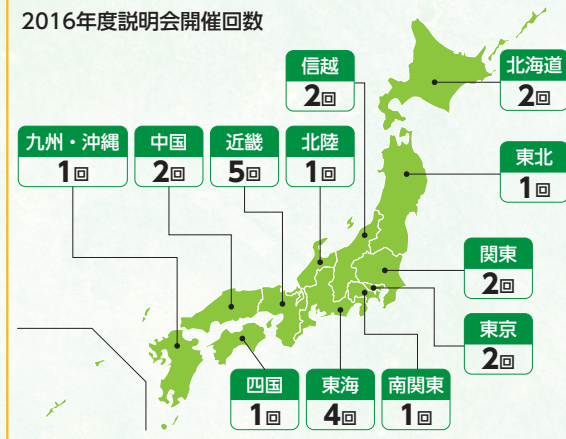 2016年度説明会開催回数
信越
2回
北海道
2回
九州・沖縄
1回
中国
2回
近畿
5回
北陸
1回
東北
1回
関東
2回
東京
2回
四国
1回
東海
4回
南関東
1回